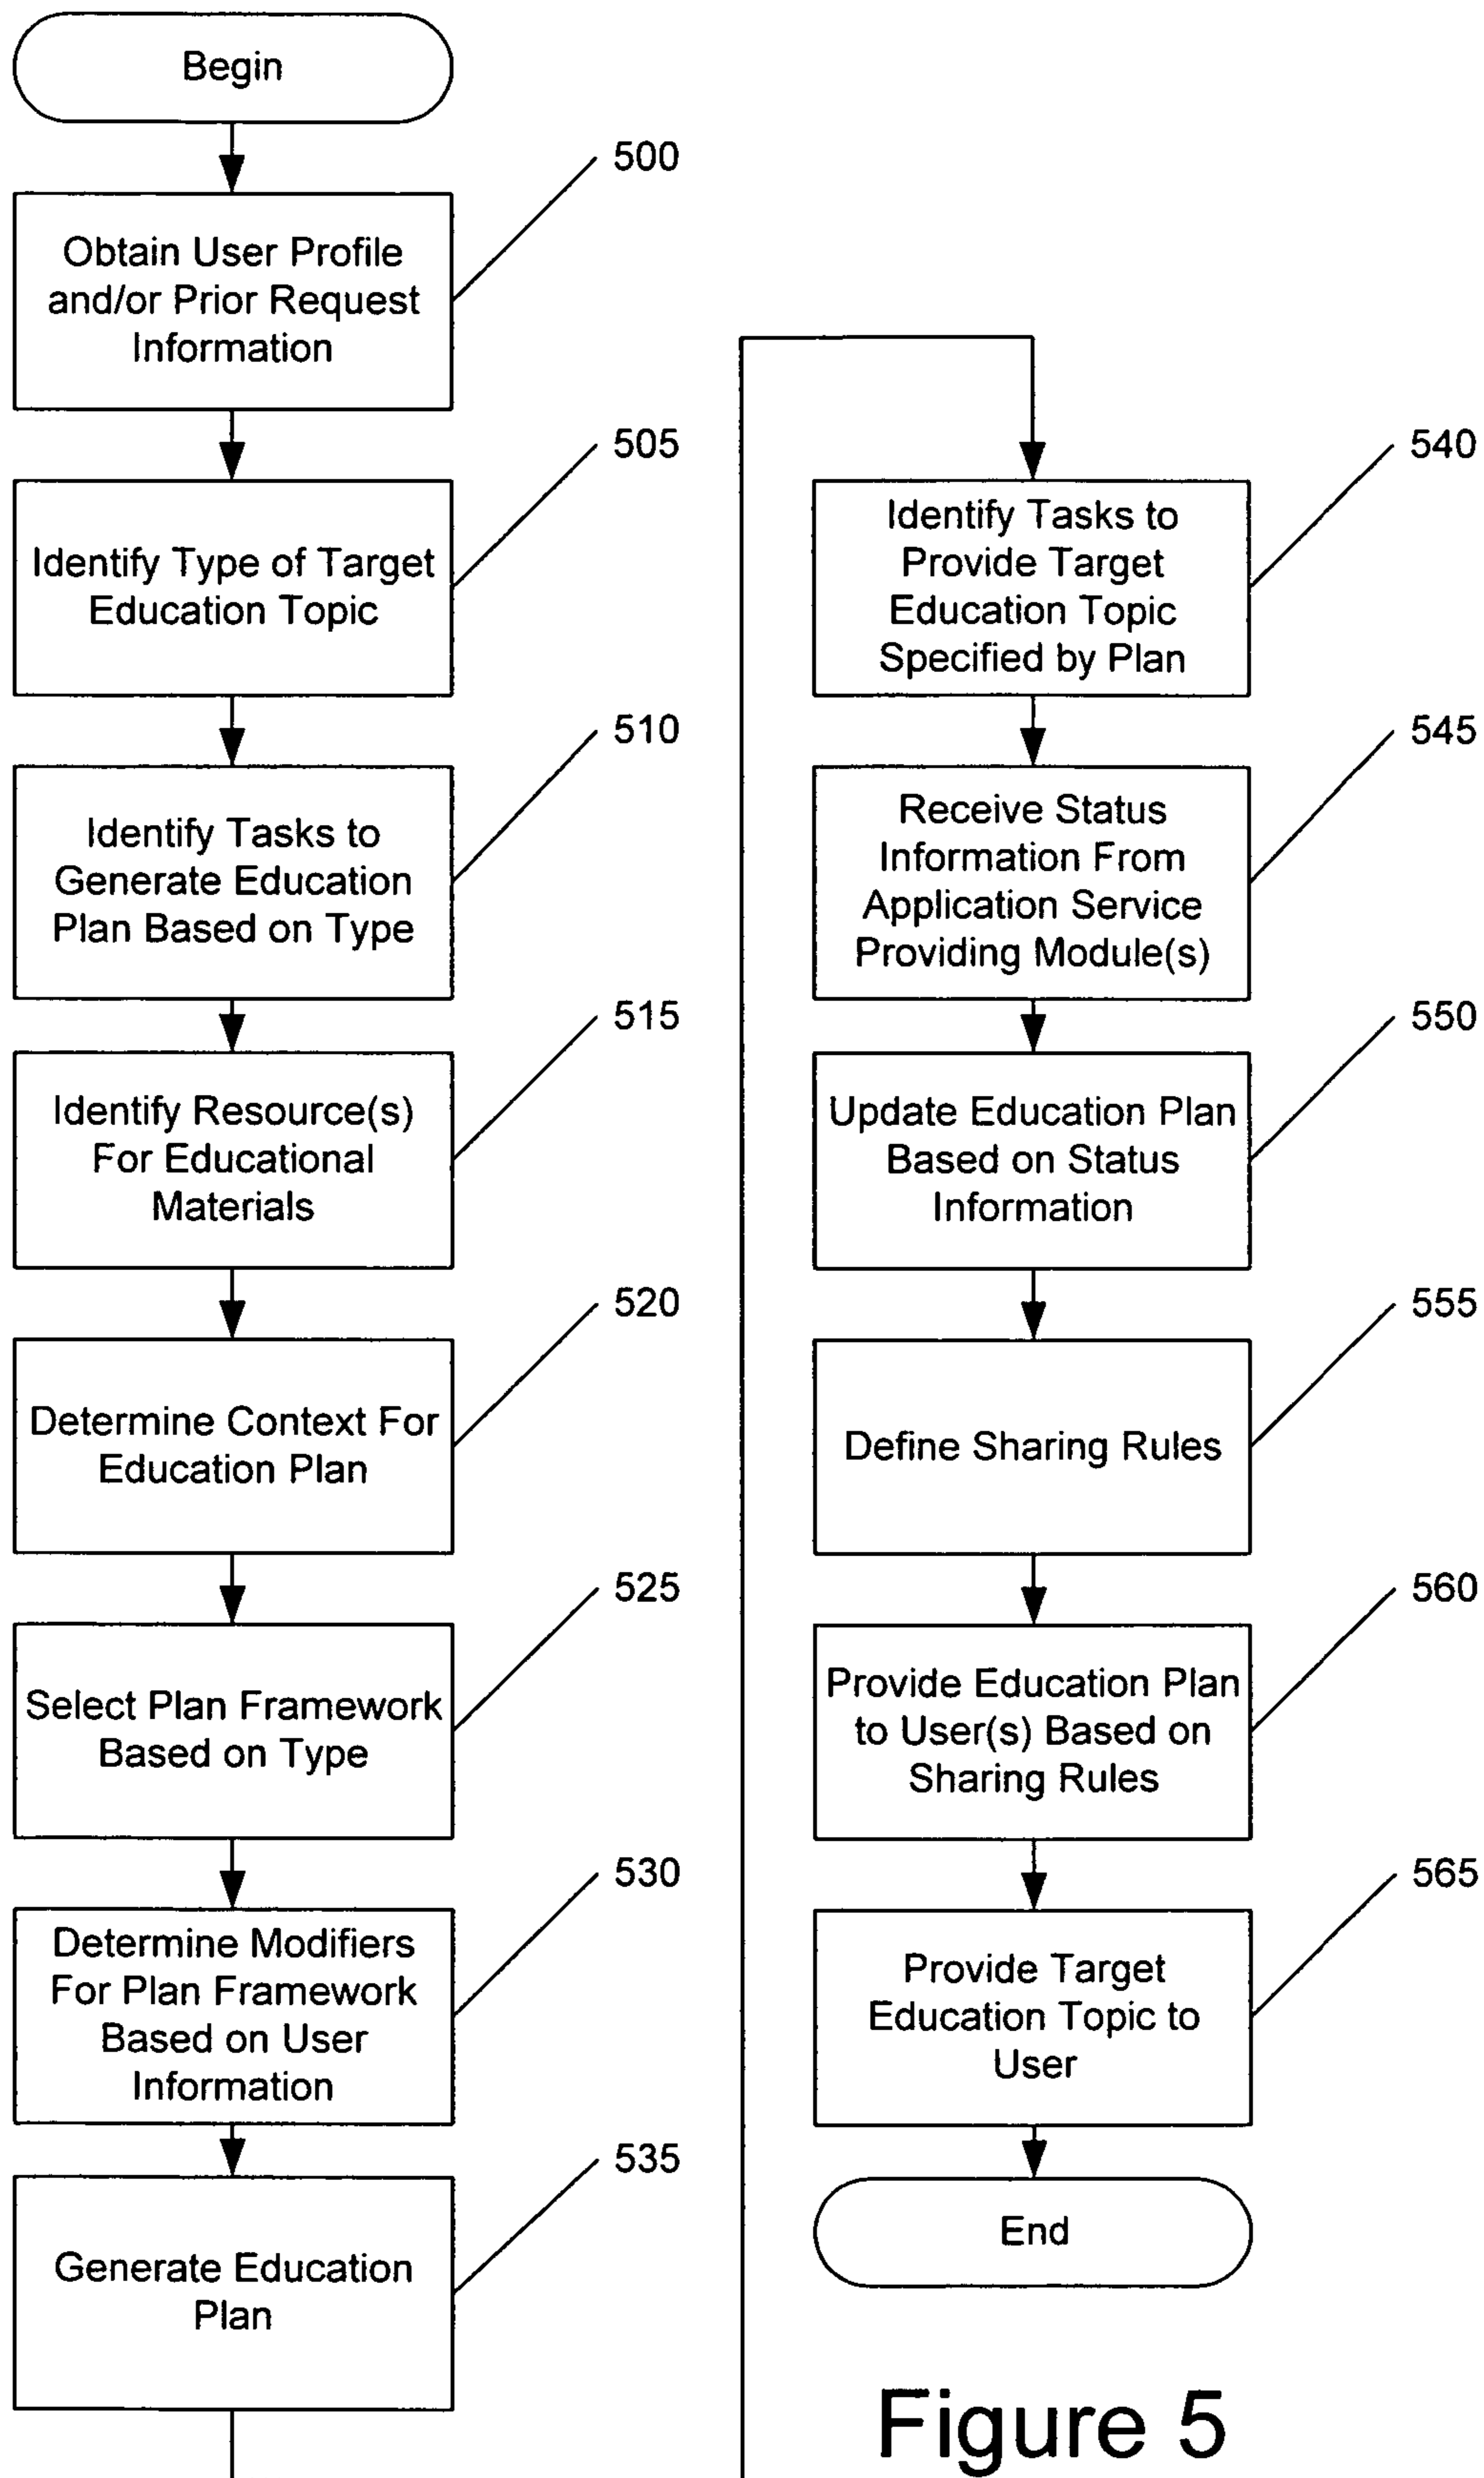 Begin
500
Obtain User Profile
and/or Prior Request
Information
505
Identify Type of Target
Education Topic
510
Identify Tasks to
Generate Education
Plan Based on Type
515
Identify Resource(s)
For Educational
Materials
520
Determine Context For
Education Plan
525
Select Plan Framework
Based on Type
530
Determine Modifiers
For Plan Framework
Based on User
Information
535
Generate Education
Plan
540
Identify Tasks to
Provide Target
Education Topic
Specified by Plan
545
Receive Status
Information From
Application Service
Providing Module(s)
550
Update Education Plan
Based on Status
Information
555
Define Sharing Rules
560
Provide Education Plan
to User(s) Based on
Sharing Rules
565
Provide Target
Education Topic to
User
End
Figure 5